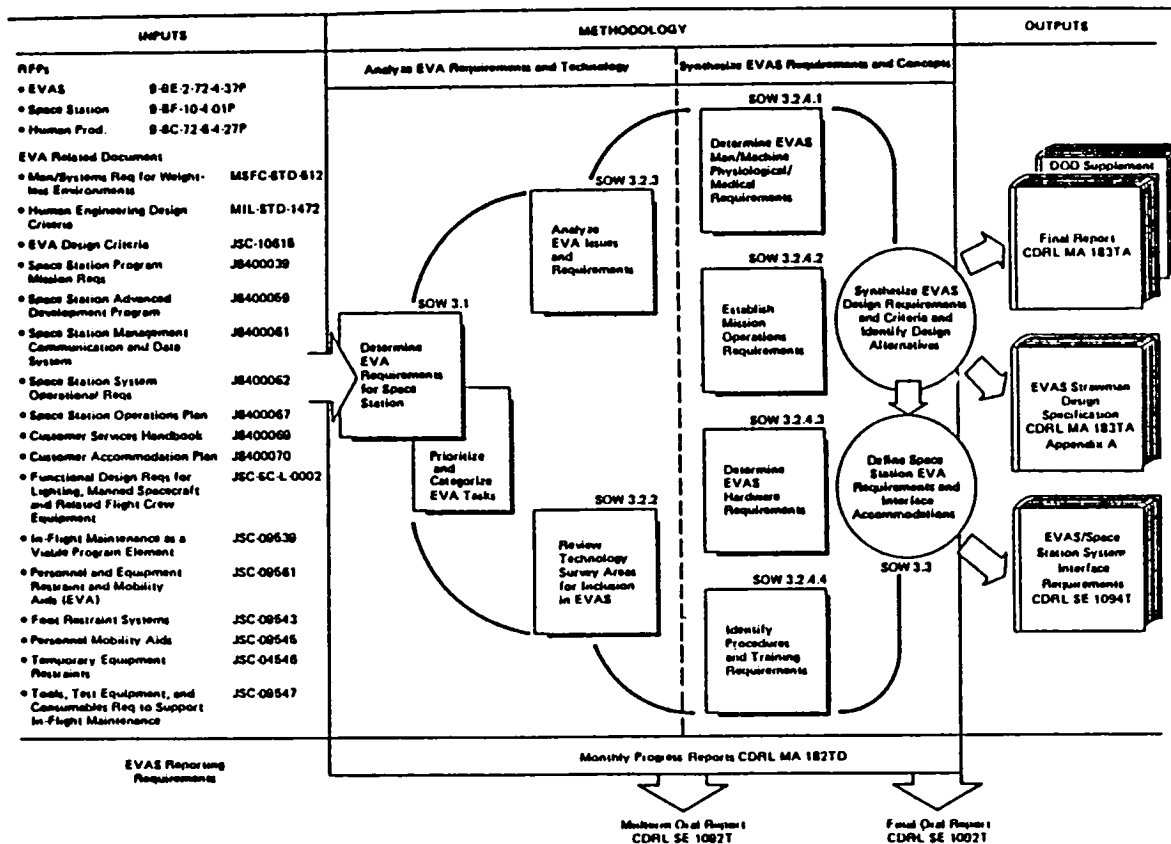 INPUTS
METHODOLOGY
OUTPUTS
Analyze EVA Requirements and Technology
Synthesize EVAS Requirements and Concepts
RFPs
• EVAS 9-BE-2-72-4-37P
• Space Station 9-BF-10-4-01P
• Human Prod. 9-BC-72-84-27P
EVA Related Document
• Man/Systems Req for Weight- MSFC-STD-512
less Environments
• Human Engineering Design MIL-STD-1472
Criteria
• EVA Design Criteria JSC-10615
• Space Station Program J8400039
Mission Reqs
• Space Station Advanced J8400059
Development Program
• Space Station Management J8400061
Communication and Data
System
• Space Station System J8400062
Operational Reqs
• Space Station Operations Plan J8400067
• Customer Services Handbook J8400069
• Customer Accommodation Plan J8400070
• Functional Design Reqs for JSC-SC-L-0002
Lighting, Manned Spacecraft
and Related Flight Crew
Equipment
• In-Flight Maintenance as a JSC-09539
Viable Program Element
• Personnel and Equipment JSC-09561
Restraint and Mobility
Aids (EVA)
• Foot Restraint Systems JSC-09543
• Personnel Mobility Aids JSC-09545
• Temporary Equipment JSC-04546
Restraints
• Tools, Test Equipment, and JSC-09547
Consumables Req to Support
In-Flight Maintenance
SOW 3.1
Determine
EVA
Requirements
for Space
Station
Prioritize
and
Categorize
EVA Tasks
SOW 3.2.3
Analyze
EVA Issues
and
Requirements
SOW 3.2.2
Review
Technology
Survey Areas
for Inclusion
in EVAS
SOW 3.2.4.1
Determine EVAS
Man/Machine
Physiological/
Medical
Requirements
SOW 3.2.4.2
Establish
Mission
Operations
Requirements
SOW 3.2.4.3
Determine
EVAS
Hardware
Requirements
SOW 3.2.4.4
Identify
Procedures
and Training
Requirements
Synthesize EVAS
Design Requirements
and Criteria and
Identify Design
Alternatives
Define Space
Station EVA
Requirements and
Interface
Accommodations
SOW 3.3
DOD Supplement
Final Report
CDRL MA 183TA
EVAS Strawman
Design
Specification
CDRL MA 183TA
Appendix A
EVAS/Space
Station System
Interface
Requirements
CDRL SE 1094T
EVAS Reporting
Requirements
Monthly Progress Reports CDRL MA 182TD
Midterm Oral Report
CDRL SE 1092T
Final Oral Report
CDRL SE 1092T